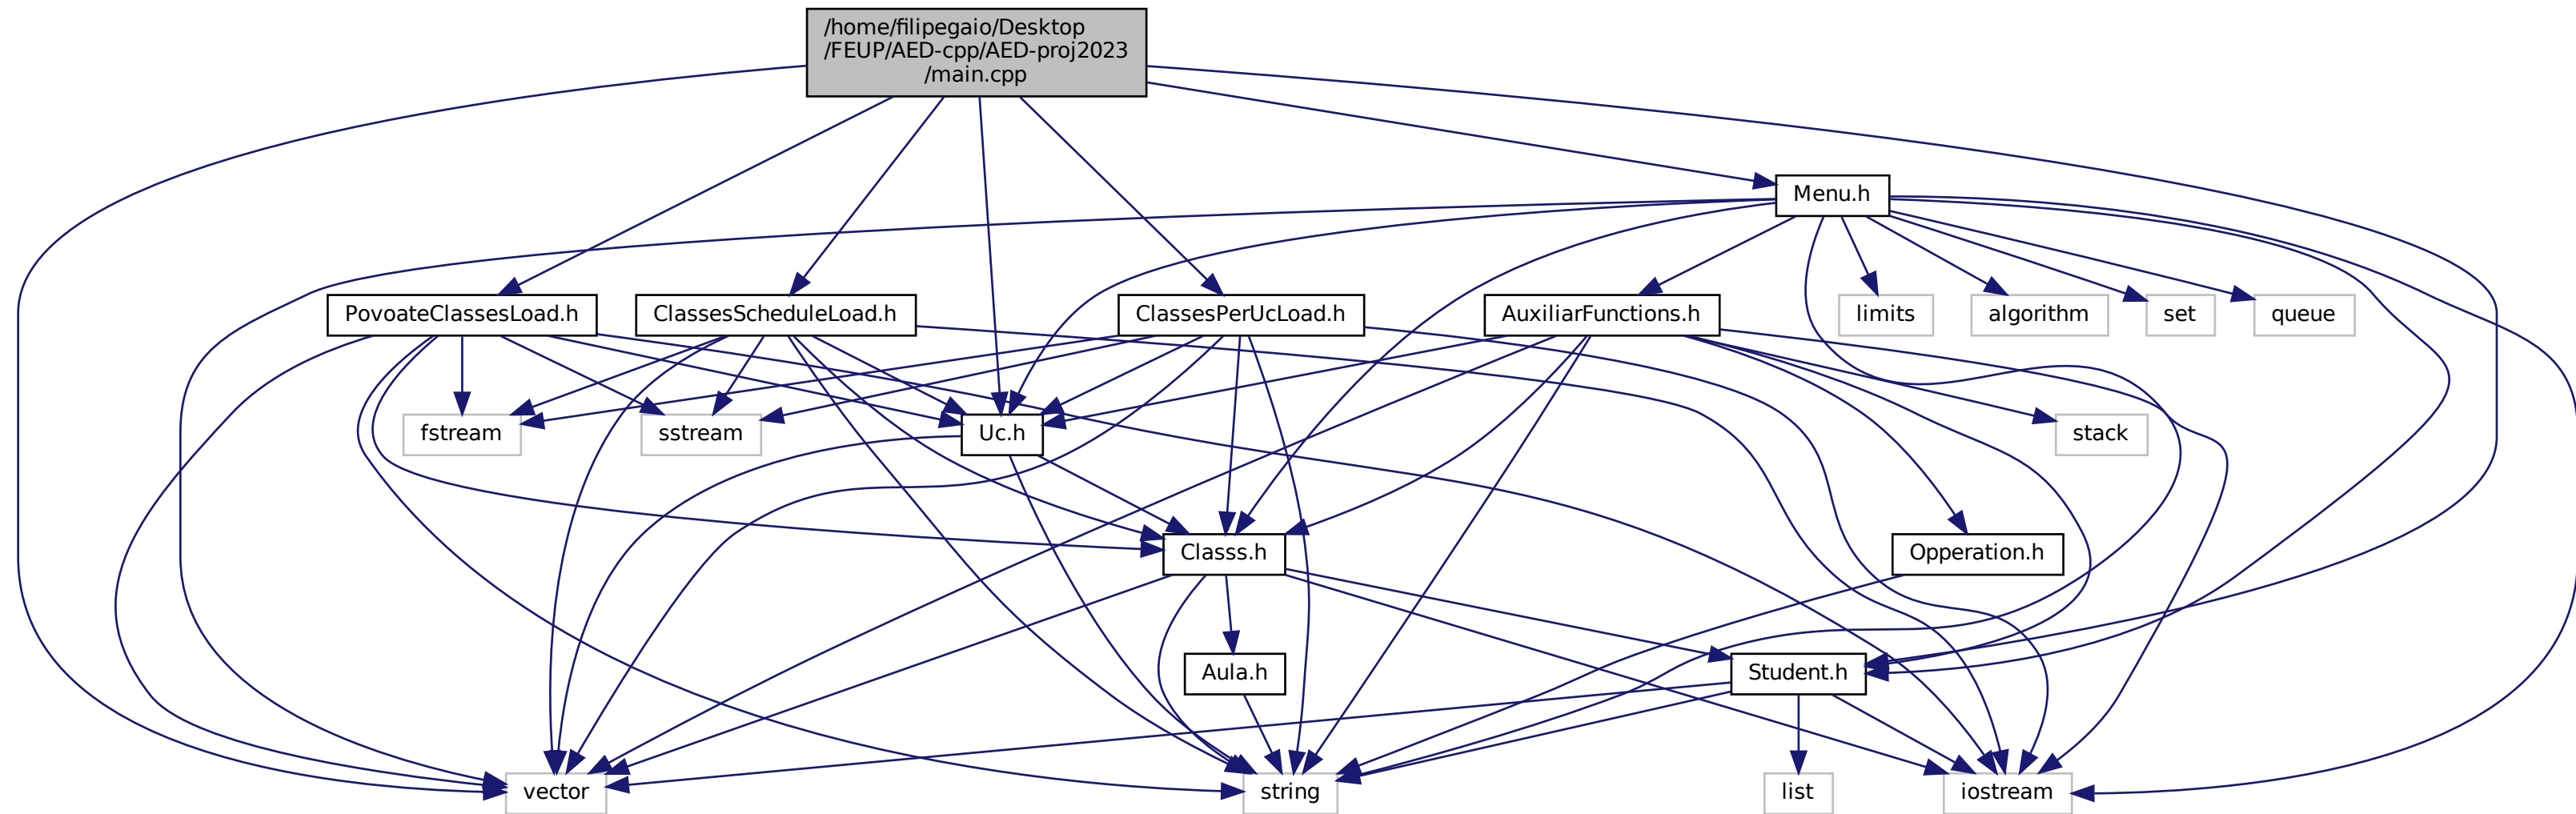 /home/filipegaio/Desktop
/FEUP/AED-cpp/AED-proj2023
/main.cpp
Menu.h
PovoateClassesLoad.h
ClassesScheduleLoad.h
ClassesPerUcLoad.h
AuxiliarFunctions.h
limits
algorithm
set
queue
fstream
sstream
Uc.h
stack
Classs.h
Opperation.h
Aula.h
Student.h
vector
string
list
iostream